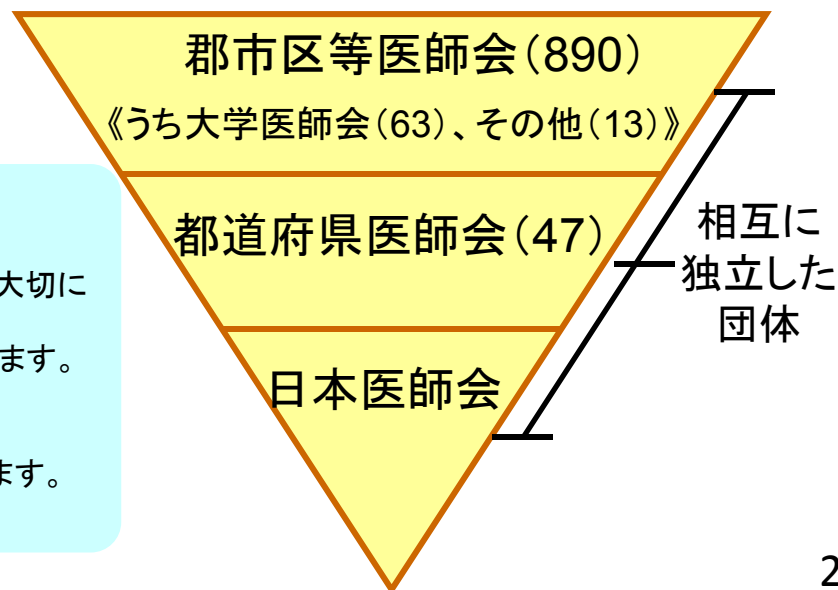 郡市区等医師会(890)
《うち大学医師会(63)、その他(13)》
都道府県医師会(47)
日本医師会
相互に
独立した
団体
大切に
ます。
ます。
2